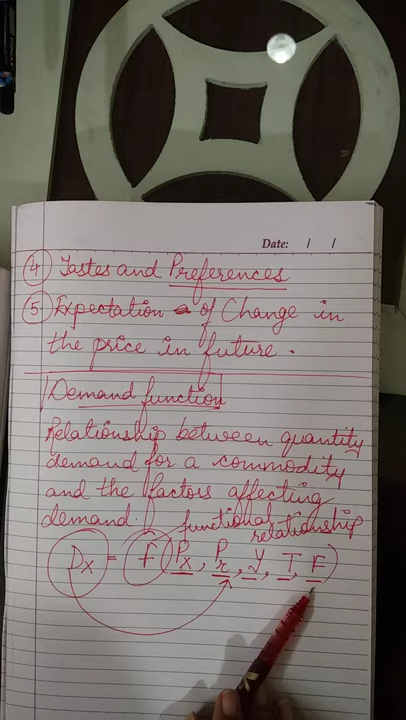 Date: / /
④ Tastes and Preferences
⑤ Expectation of Change in
the price in future.
Demand function
Relationship between quantity
demand for a commodity
and the factors affecting
demand.
functional relationship
Dx = f (Px, Pr, Y, T, F)